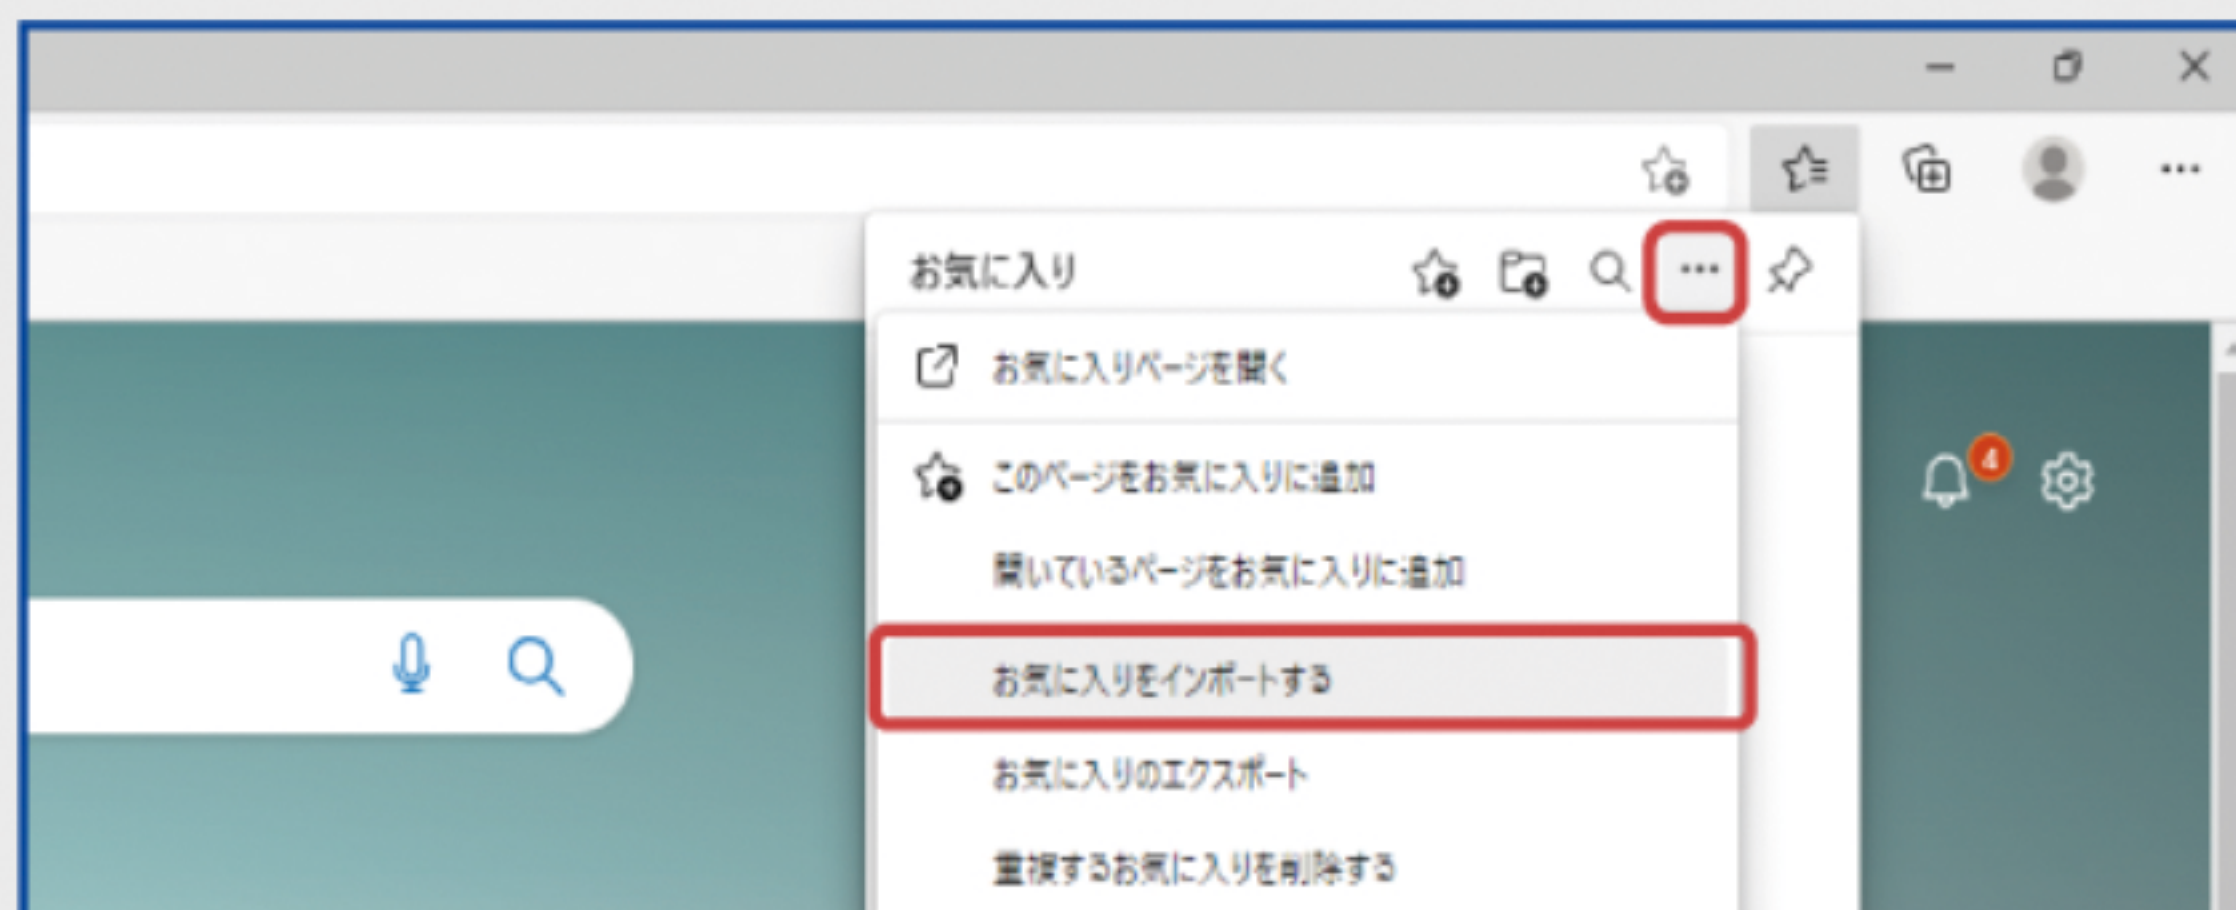 お気に入り
お気に入りページを開く
4
このページをお気に入りに追加
開いているページをお気に入りに追加
お気に入りをインポートする
お気に入りのエクスポート
重複するお気に入りを削除する